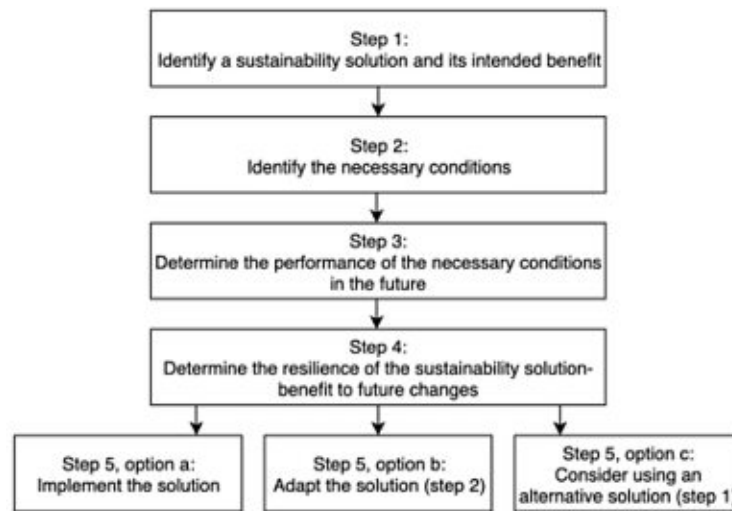 Step 1:
Identify a sustainability solution and its intended benefit
Step 2:
Identify the necessary conditions
Step 3:
Determine the performance of the necessary conditions
in the future
Step 4:
Determine the resilience of the sustainability solution-
benefit to future changes
Step 5, option a:
Implement the solution
Step 5, option b:
Adapt the solution (step 2)
Step 5, option c:
Consider using an
alternative solution (step 1)